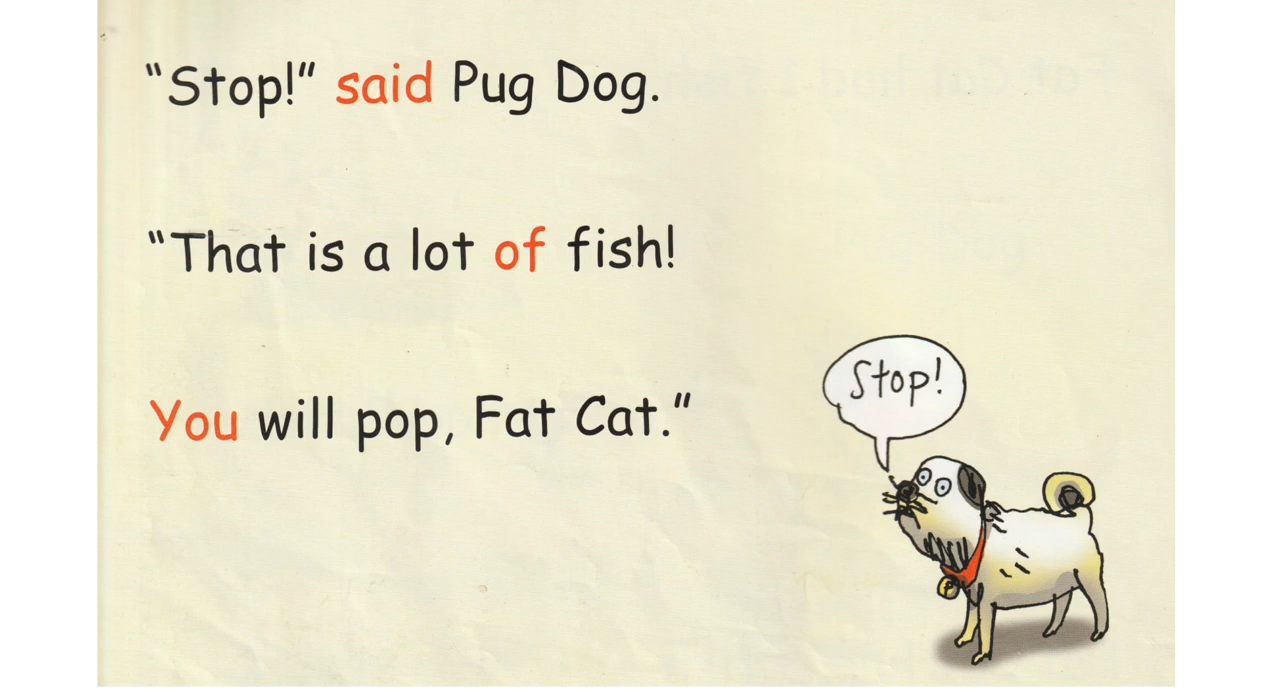 "Stop!" said Pug Dog.
"That is a lot of fish!
You will pop, Fat Cat."
Stop!